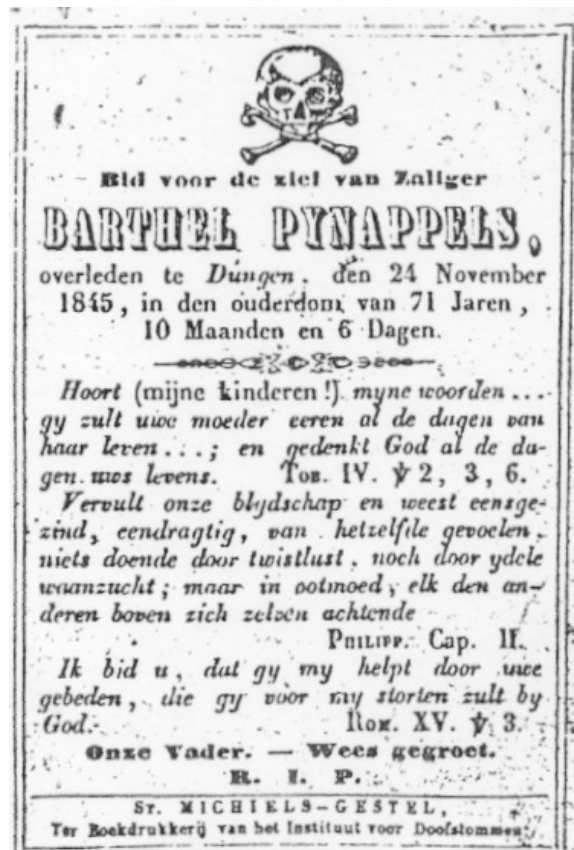 Bid voor de ziel van Zaliger
BARTHEL PYNAPPELS,
overleden te Dungen, den 24 November
1845, in den ouderdom van 71 Jaren,
10 Maanden en 6 Dagen.
Hoort (mijne kinderen!) myne woorden...
gy zult uwe moeder eeren al de dagen van
haar leven...; en gedenkt God al de da-
gen uws levens. TOB. IV. ℣ 2, 3, 6.
Vervult onze blydschap en weest eensge-
zind, eendragtig, van hetzelfde gevoelen,
niets doende door twistlust, noch door ydele
waanzucht; maar in ootmoed, elk den an-
deren boven zich zelven achtende
PHILIPP. Cap. II.
Ik bid u, dat gy my helpt door uwe
gebeden, die gy voor my storten zult by
God. ROM. XV. ℣ 3.
Onze Vader. — Wees gegroet.
R. I. P.
ST. MICHIELS-GESTEL,
Ter Boekdrukkerij van het Instituut voor Doofstommen.